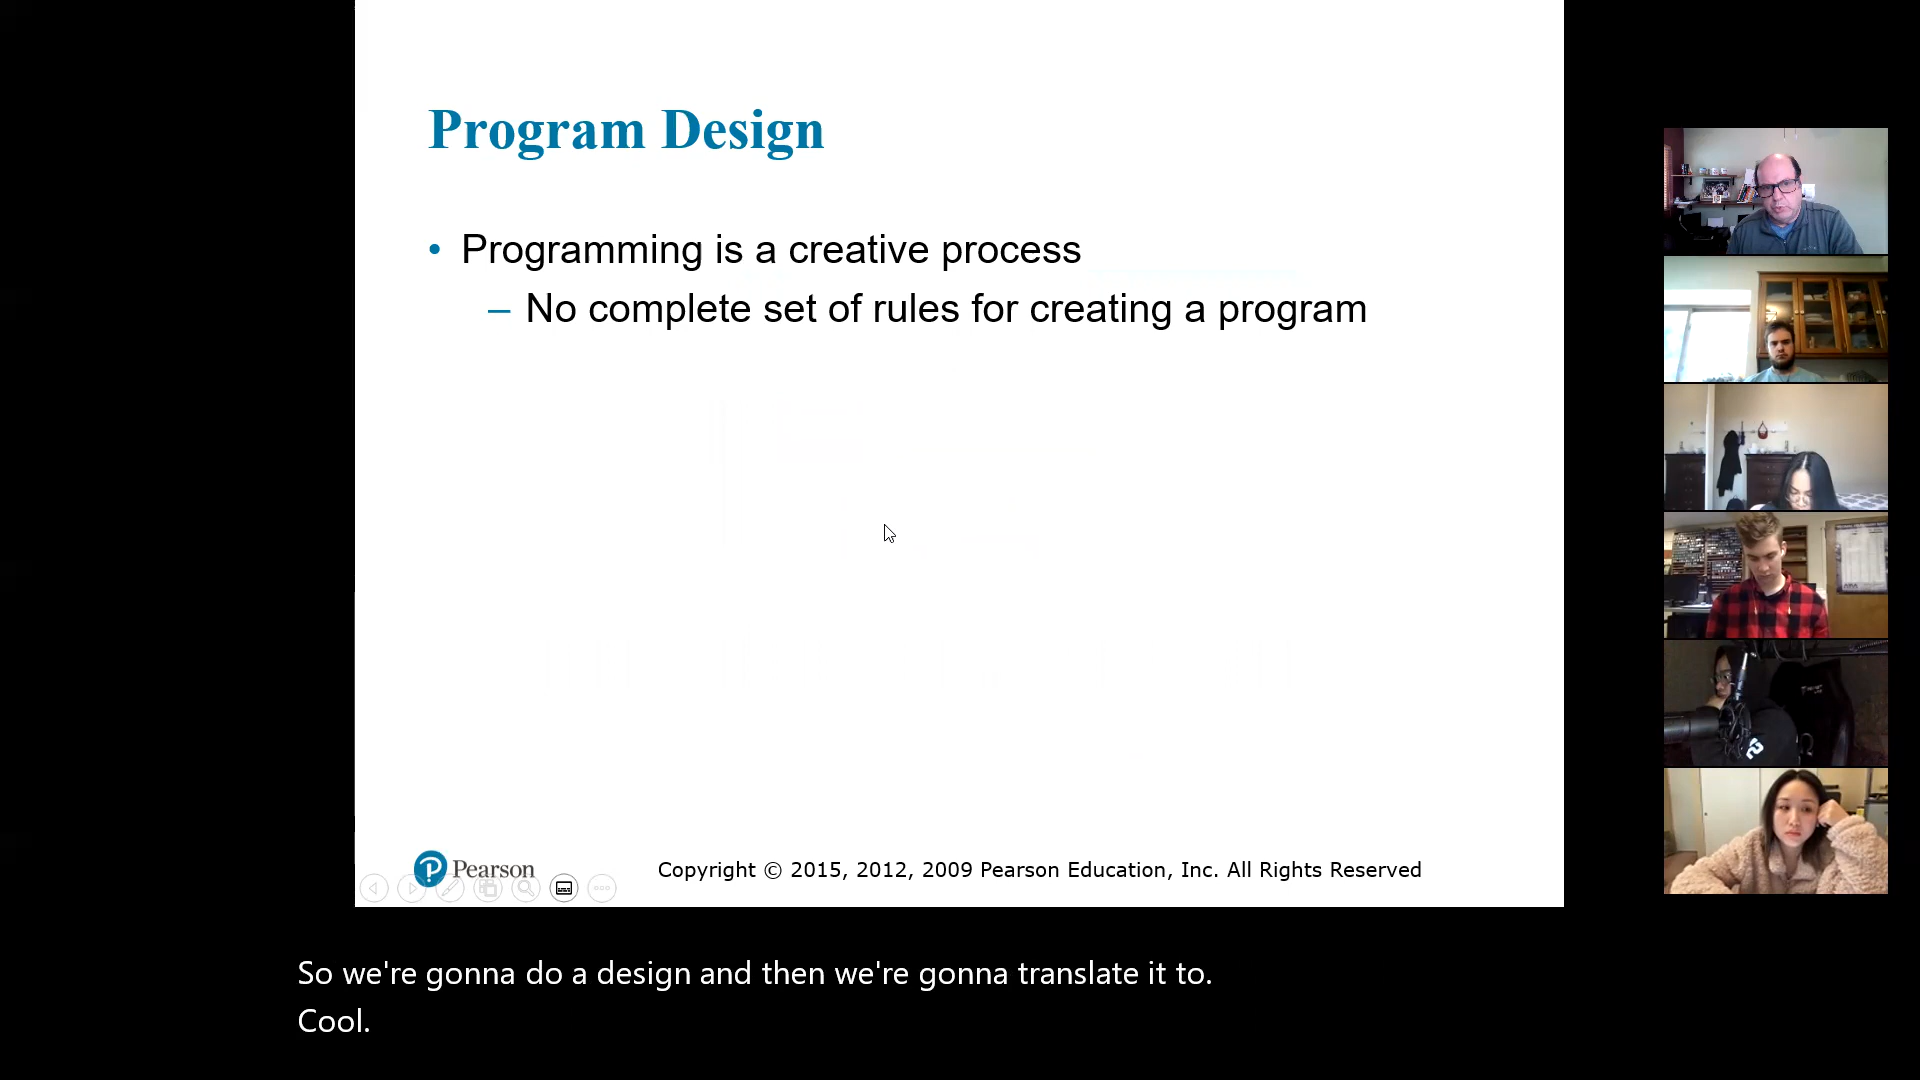 Program Design
• Programming is a creative process
– No complete set of rules for creating a program
Pearson
Copyright © 2015, 2012, 2009 Pearson Education, Inc. All Rights Reserved
So we're gonna do a design and then we're gonna translate it to.
Cool.